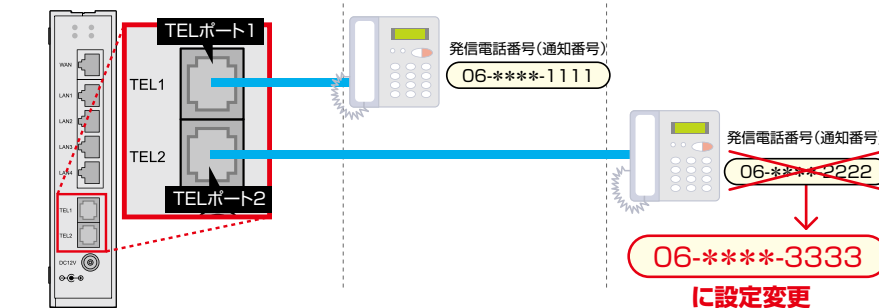 WAN
LAN1
LAN2
LAN3
LAN4
TEL1
TEL2
DC12V
TELポート1
TEL1
TEL2
TELポート2
発信電話番号(通知番号)
06-****-1111
発信電話番号(通知番号
06-****-2222
06-****-3333
に設定変更